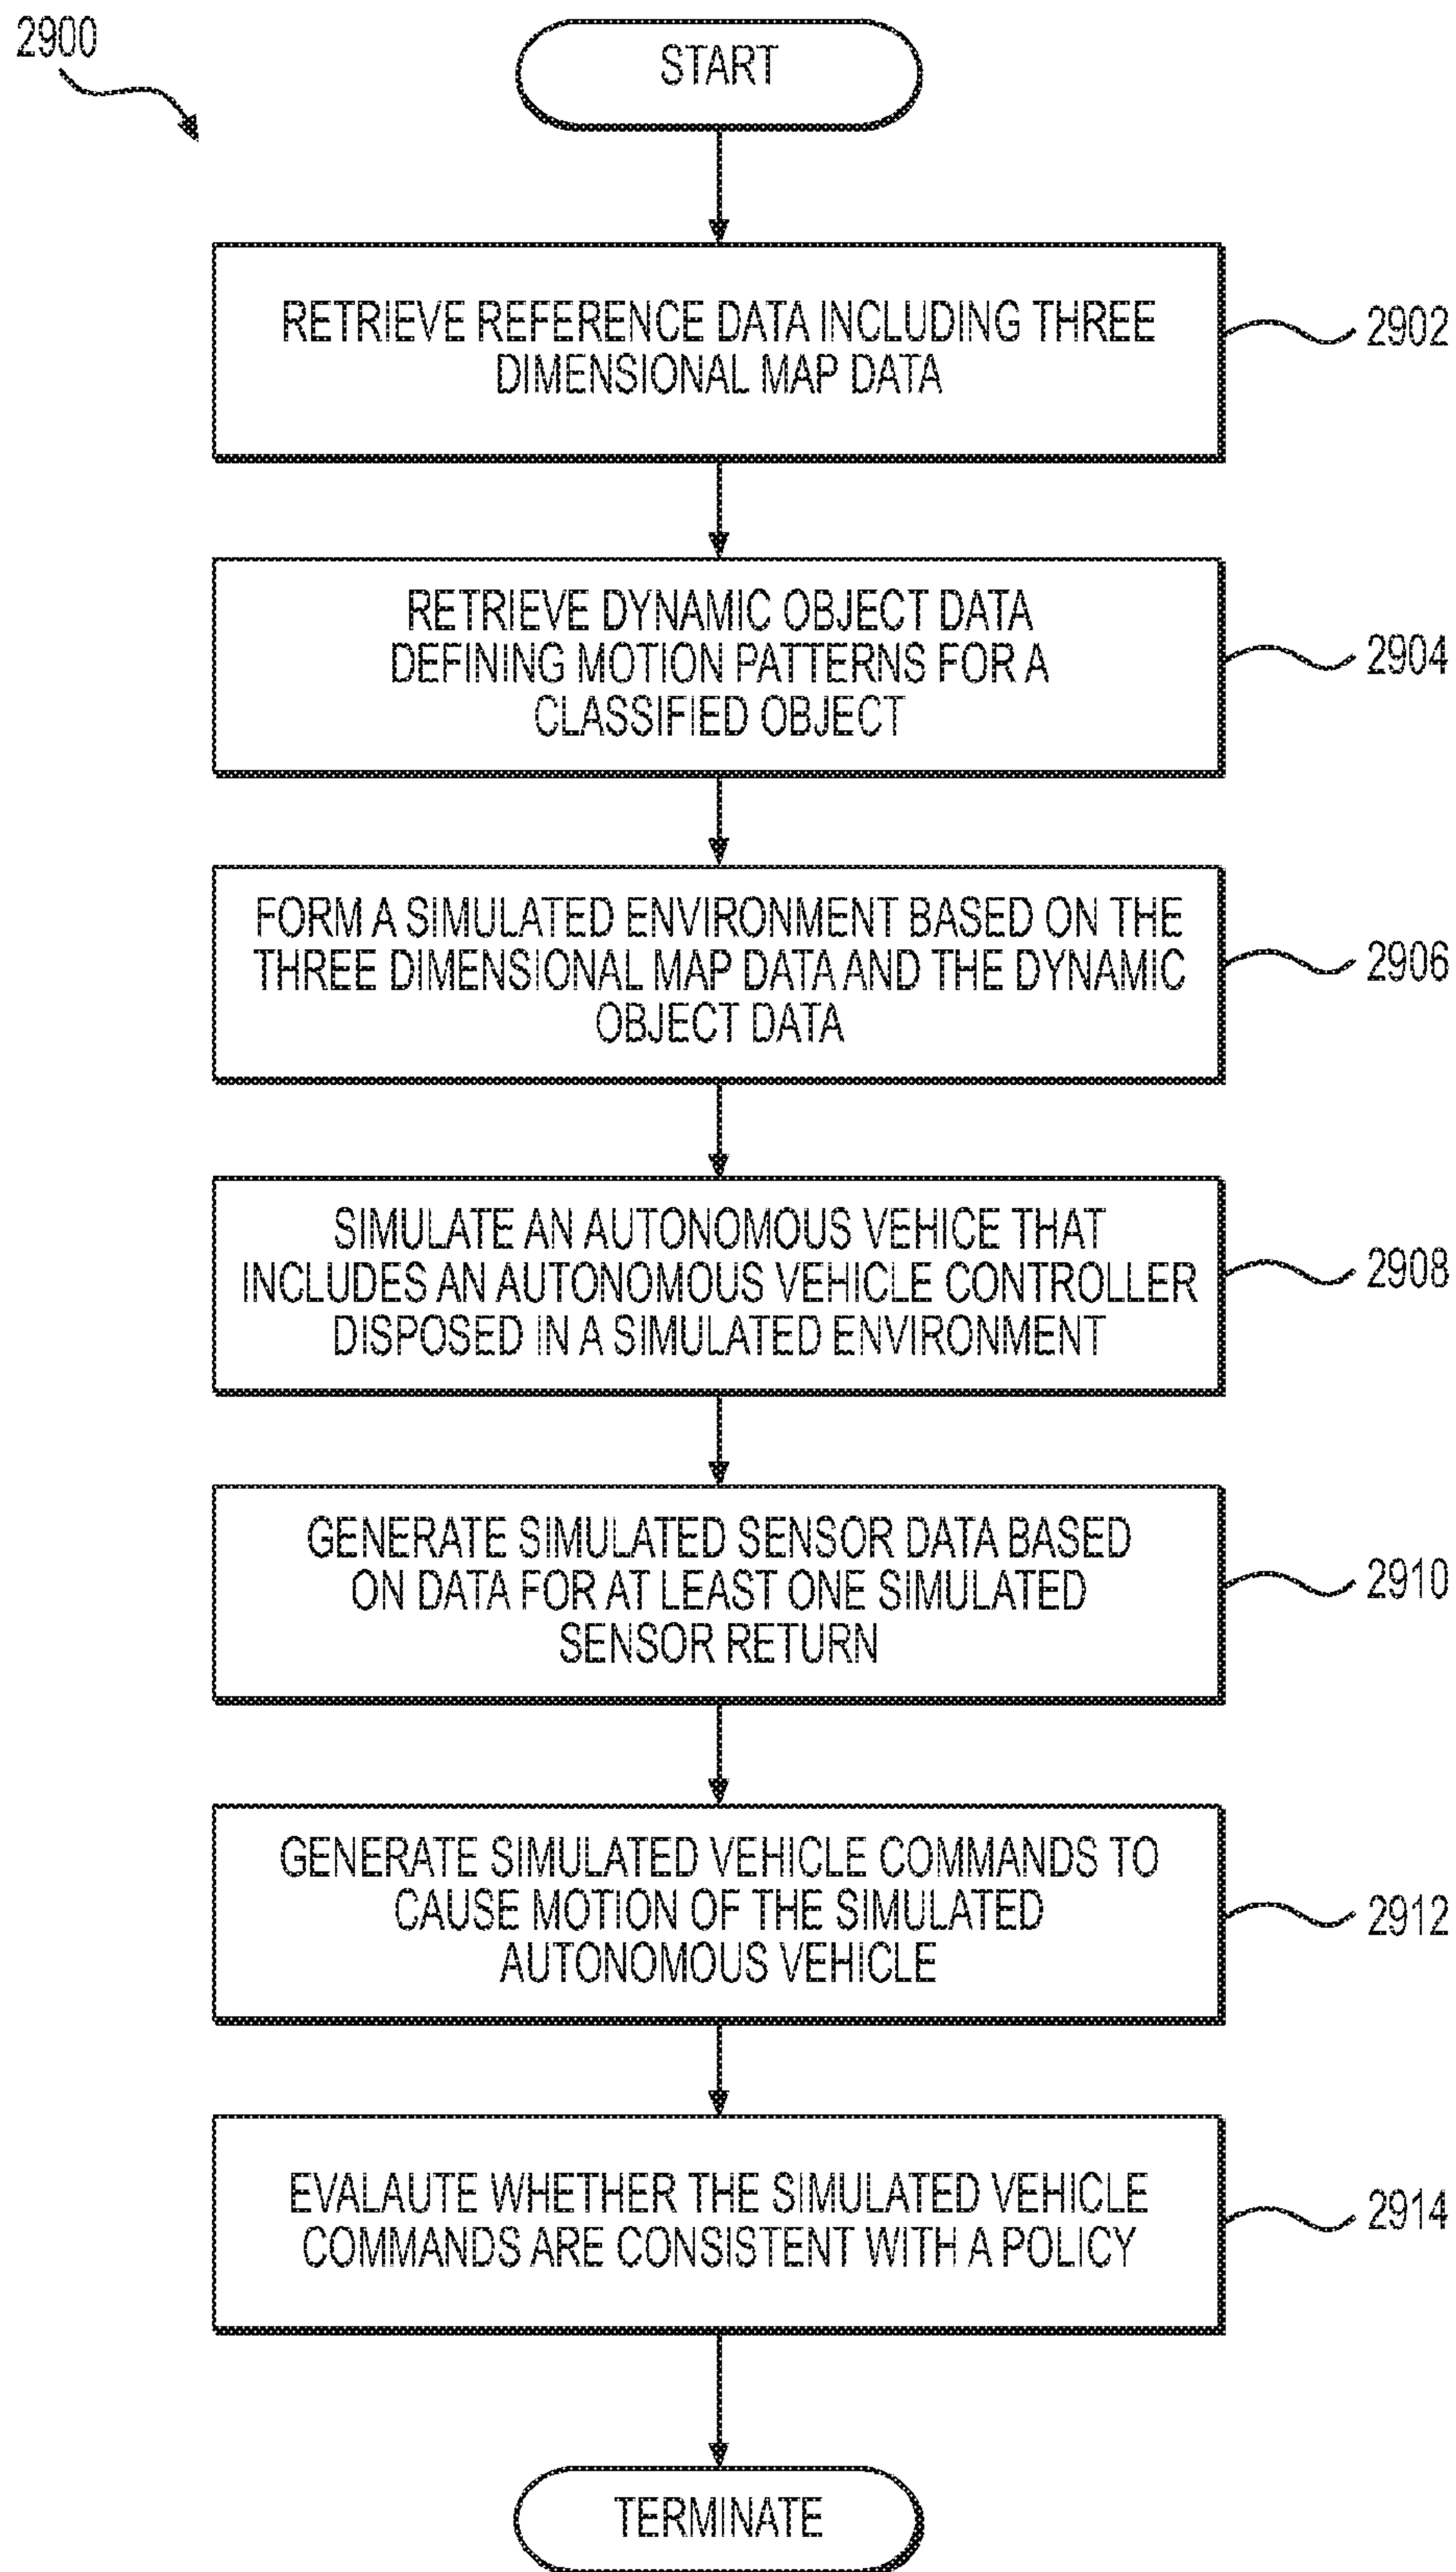 2900
START
RETRIEVE REFERENCE DATA INCLUDING THREE
DIMENSIONAL MAP DATA
2902
RETRIEVE DYNAMIC OBJECT DATA
DEFINING MOTION PATTERNS FOR A
CLASSIFIED OBJECT
2904
FORM A SIMULATED ENVIRONMENT BASED ON THE
THREE DIMENSIONAL MAP DATA AND THE DYNAMIC
OBJECT DATA
2906
SIMULATE AN AUTONOMOUS VEHICE THAT
INCLUDES AN AUTONOMOUS VEHICLE CONTROLLER
DISPOSED IN A SIMULATED ENVIRONMENT
2908
GENERATE SIMULATED SENSOR DATA BASED
ON DATA FOR AT LEAST ONE SIMULATED
SENSOR RETURN
2910
GENERATE SIMULATED VEHICLE COMMANDS TO
CAUSE MOTION OF THE SIMULATED
AUTONOMOUS VEHICLE
2912
EVALAUTE WHETHER THE SIMULATED VEHICLE
COMMANDS ARE CONSISTENT WITH A POLICY
2914
TERMINATE